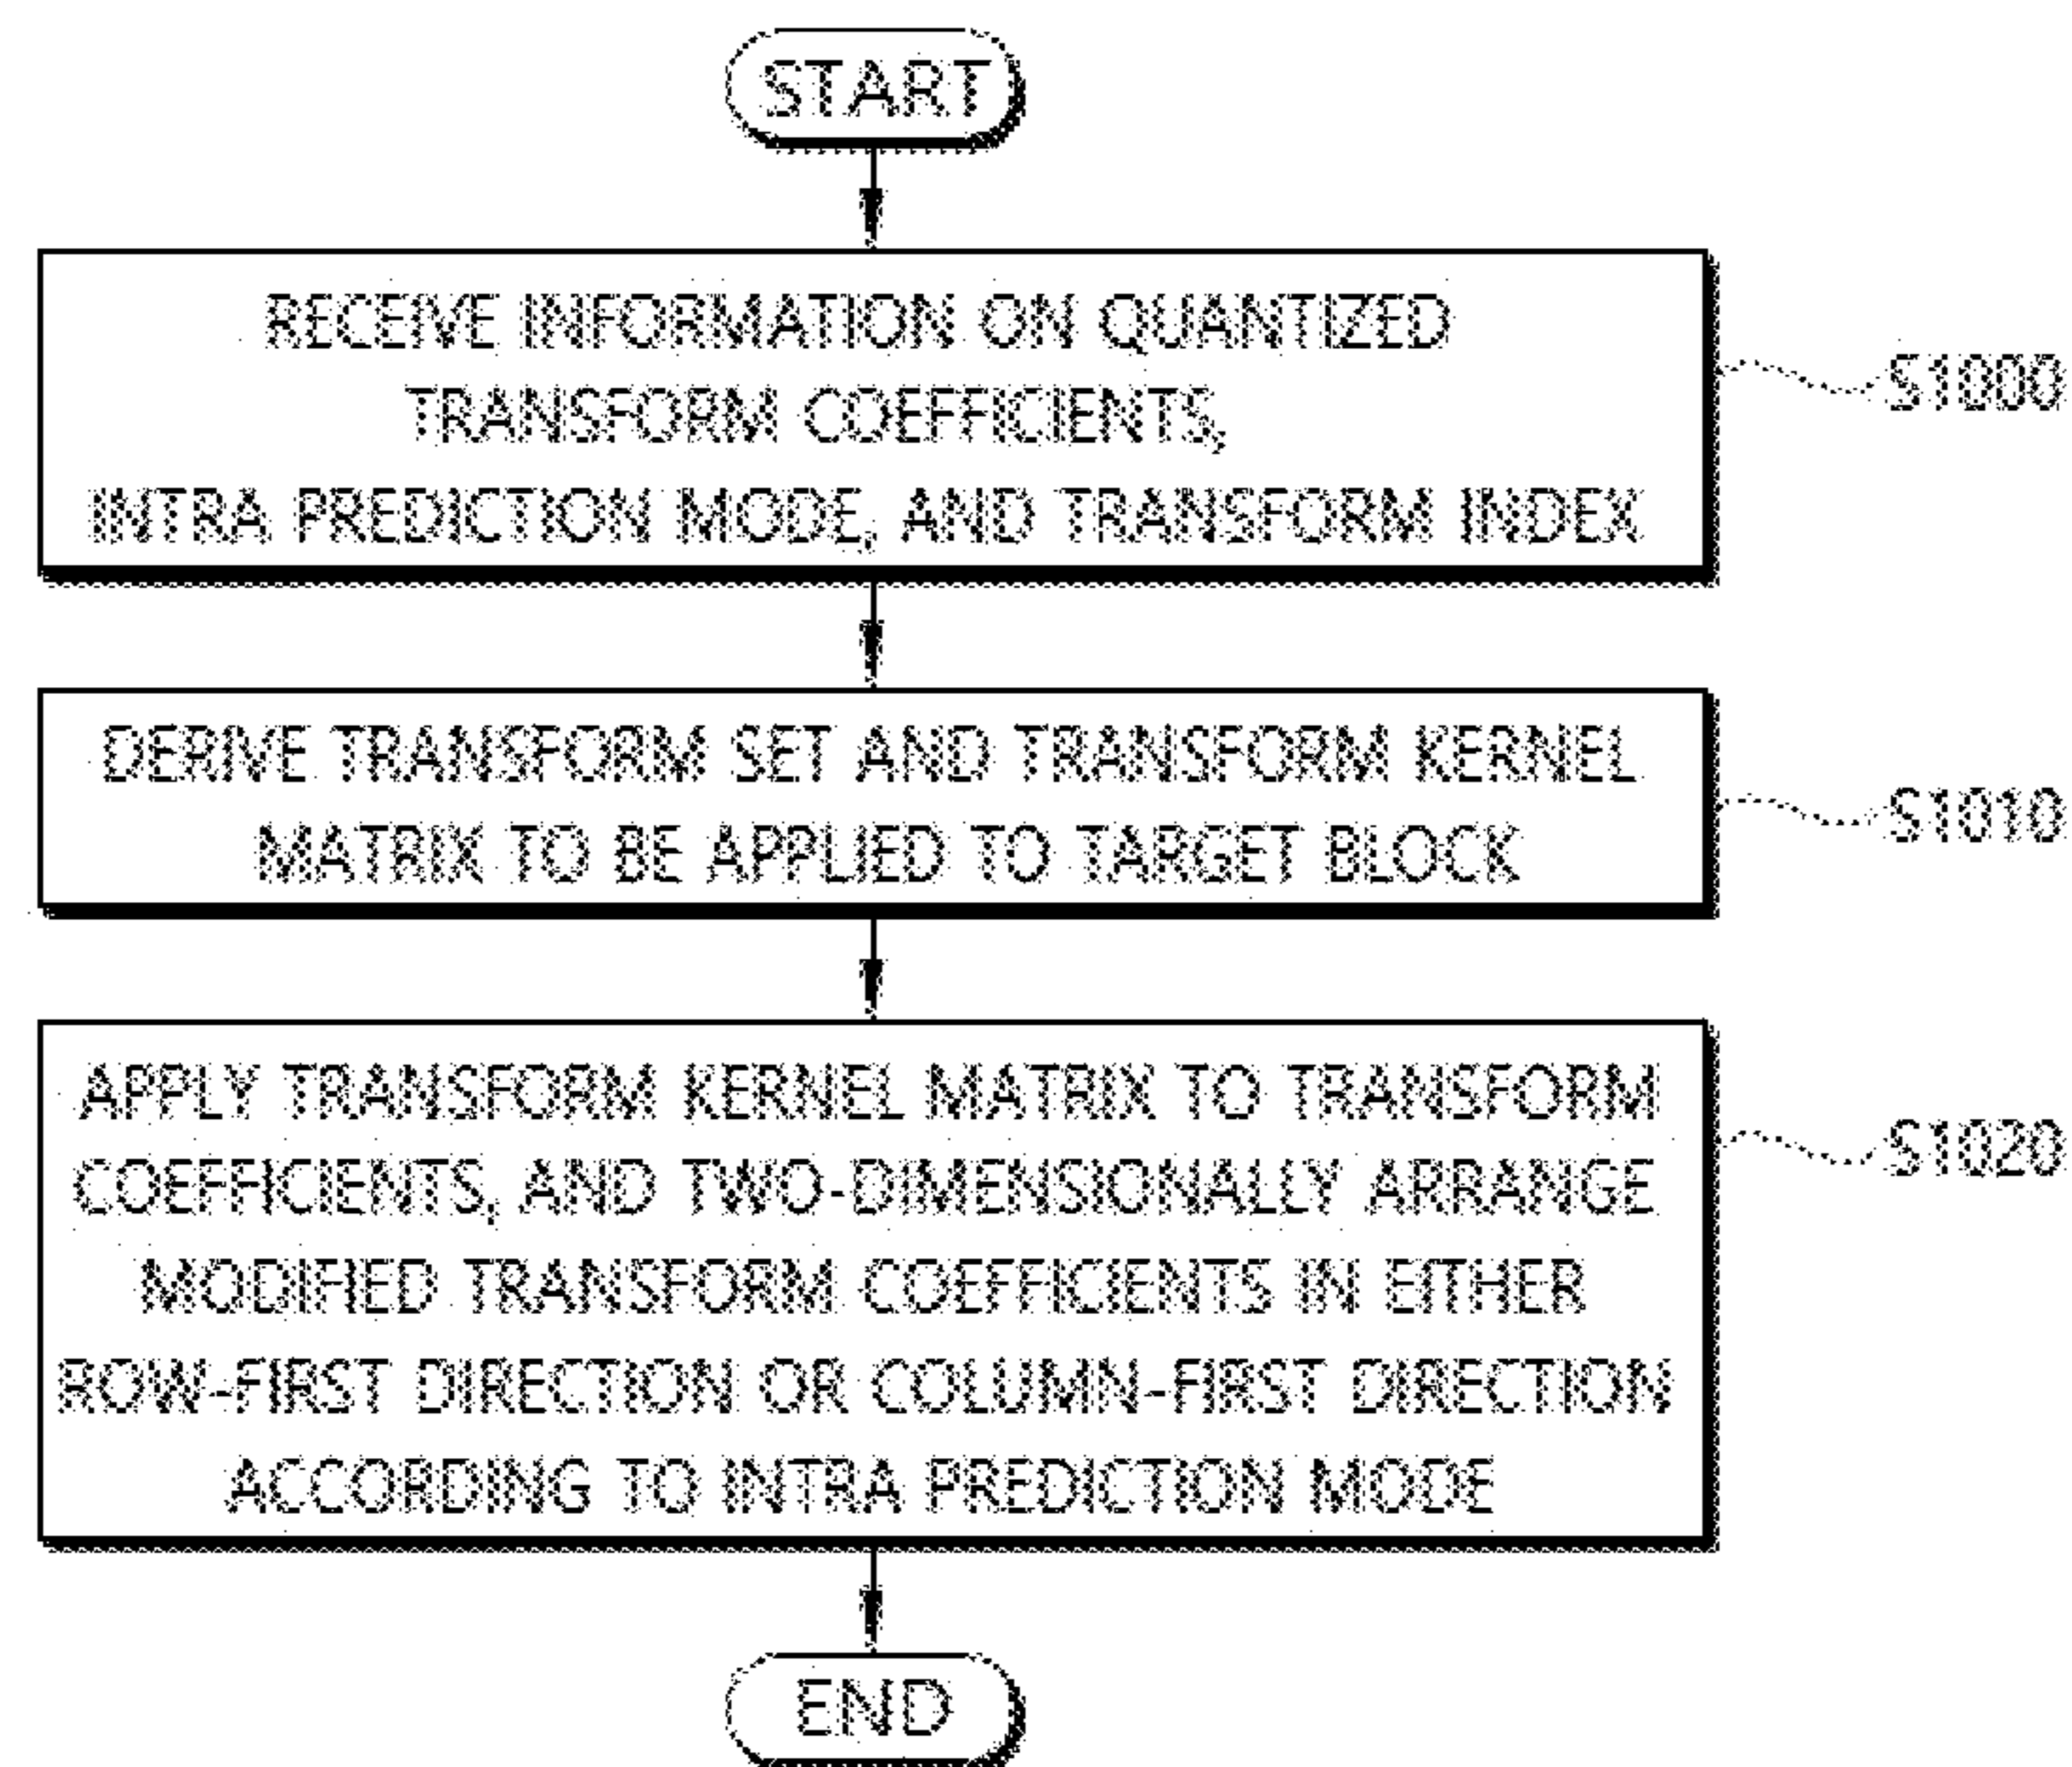 START
RECEIVE INFORMATION ON QUANTIZED
TRANSFORM COEFFICIENTS,
INTRA PREDICTION MODE, AND TRANSFORM INDEX
S1000
DERIVE TRANSFORM SET AND TRANSFORM KERNEL
MATRIX TO BE APPLIED TO TARGET BLOCK
S1010
APPLY TRANSFORM KERNEL MATRIX TO TRANSFORM
COEFFICIENTS, AND TWO-DIMENSIONALLY ARRANGE
MODIFIED TRANSFORM COEFFICIENTS IN EITHER
ROW-FIRST DIRECTION OR COLUMN-FIRST DIRECTION
ACCORDING TO INTRA PREDICTION MODE
S1020
END